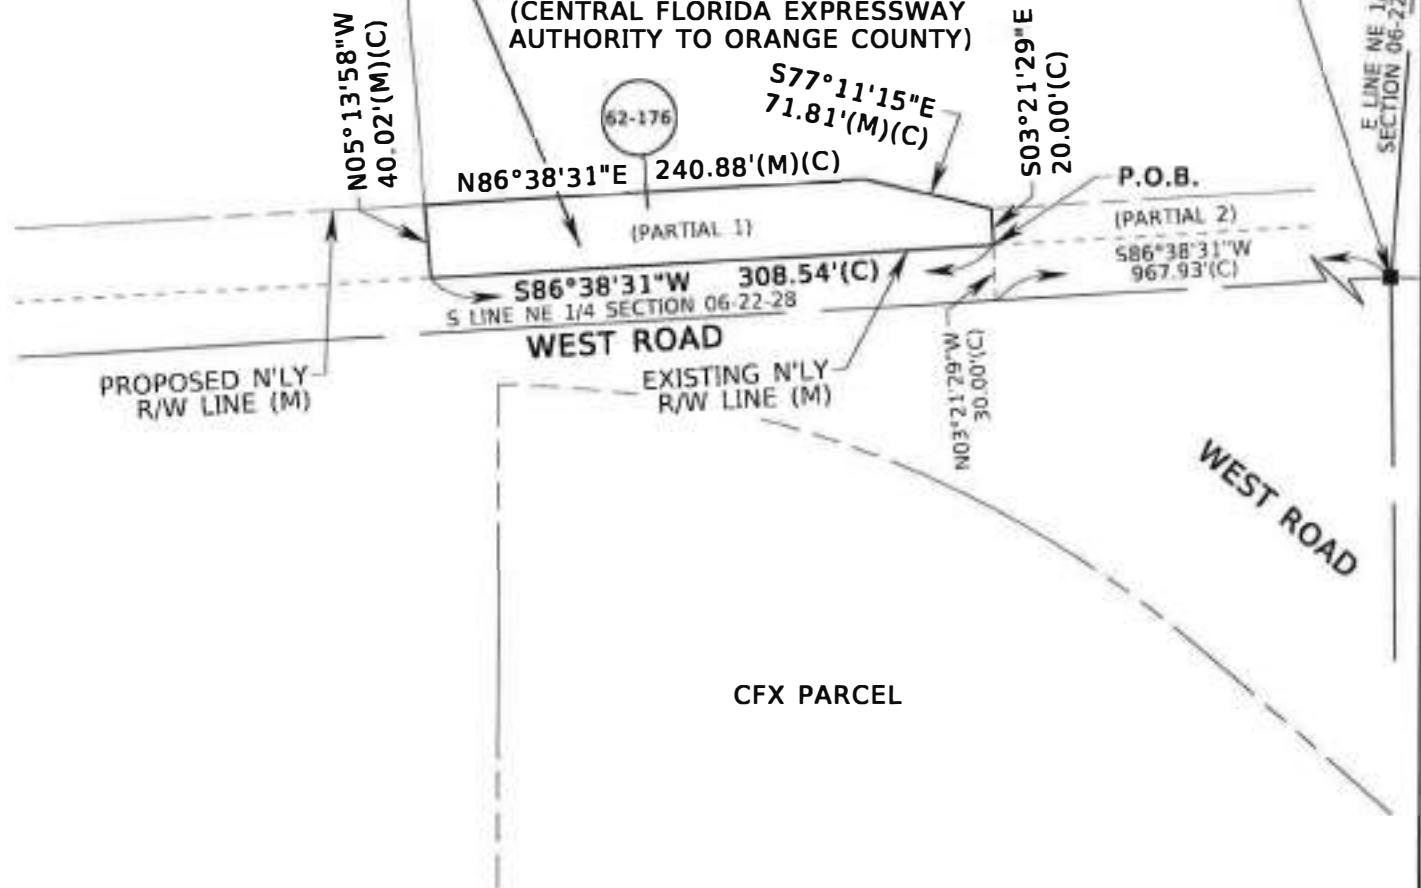 (CENTRAL FLORIDA EXPRESSWAY
AUTHORITY TO ORANGE COUNTY)
N05°13'58"W
40.02'(M)(C)
62-176
S77°11'15"E
71.81'(M)(C)
S03°21'29"E
20.00'(C)
E LINE NE 1/
SECTION 06-22
N86°38'31"E 240.88'(M)(C)
P.O.B.
(PARTIAL 1)
(PARTIAL 2)
S86°38'31"W
967.93'(C)
S86°38'31"W 308.54'(C)
S LINE NE 1/4 SECTION 06-22-28
WEST ROAD
N03°21'29"W
30.00'(C)
PROPOSED N'LY
R/W LINE (M)
EXISTING N'LY
R/W LINE (M)
WEST ROAD
CFX PARCEL